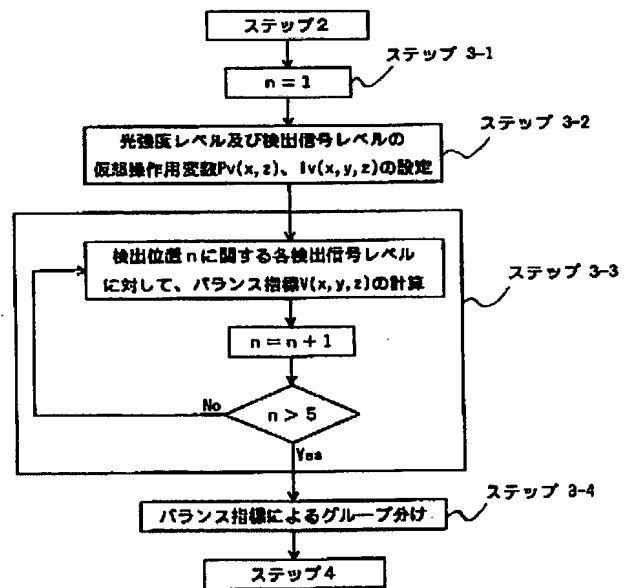 ステップ2
n=1
ステップ 3-1
光強度レベル及び検出信号レベルの
仮想操作用変数Pv(x,z)、Iv(x,y,z)の設定
ステップ 3-2
検出位置nに関する各検出信号レベル
に対して、バランス指標V(x,y,z)の計算
ステップ 3-3
n=n+1
n>5
No
Yes
バランス指標によるグループ分け
ステップ 3-4
ステップ4